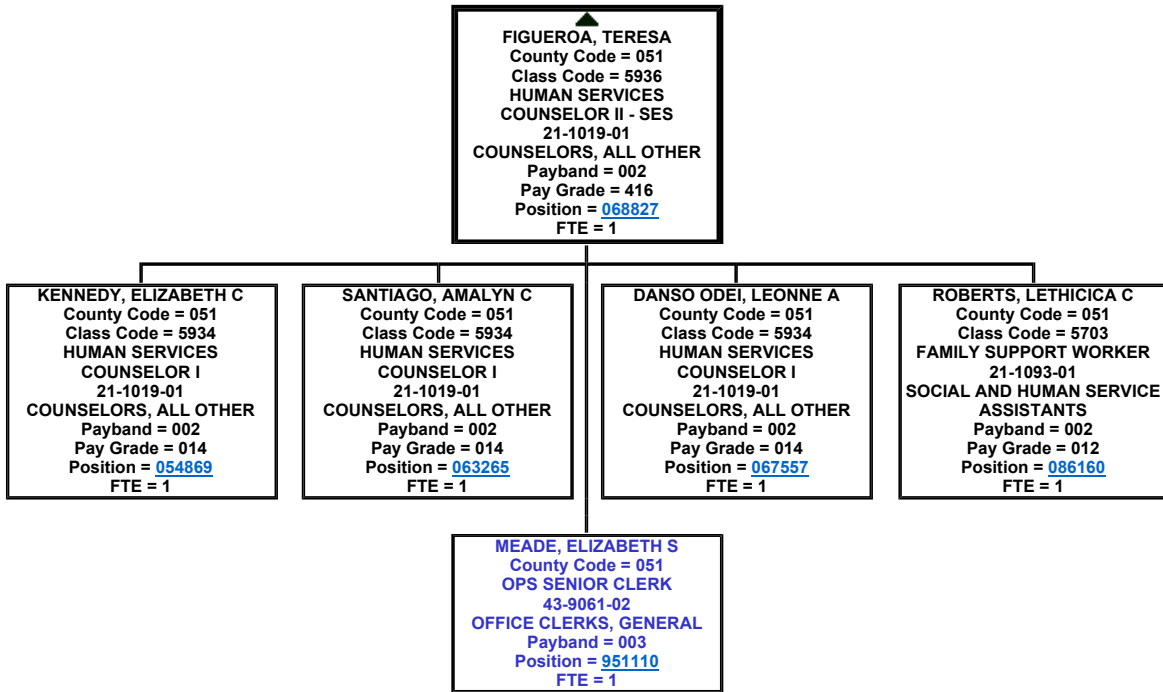 FIGUEROA, TERESA
County Code = 051
Class Code = 5936
HUMAN SERVICES
COUNSELOR II - SES
21-1019-01
COUNSELORS, ALL OTHER
Payband = 002
Pay Grade = 416
Position = 068827
FTE = 1
KENNEDY, ELIZABETH C
County Code = 051
Class Code = 5934
HUMAN SERVICES
COUNSELOR I
21-1019-01
COUNSELORS, ALL OTHER
Payband = 002
Pay Grade = 014
Position = 054869
FTE = 1
SANTIAGO, AMALYN C
County Code = 051
Class Code = 5934
HUMAN SERVICES
COUNSELOR I
21-1019-01
COUNSELORS, ALL OTHER
Payband = 002
Pay Grade = 014
Position = 063265
FTE = 1
DANSO ODEI, LEONNE A
County Code = 051
Class Code = 5934
HUMAN SERVICES
COUNSELOR I
21-1019-01
COUNSELORS, ALL OTHER
Payband = 002
Pay Grade = 014
Position = 067557
FTE = 1
ROBERTS, LETHICICA C
County Code = 051
Class Code = 5703
FAMILY SUPPORT WORKER
21-1093-01
SOCIAL AND HUMAN SERVICE
ASSISTANTS
Payband = 002
Pay Grade = 012
Position = 086160
FTE = 1
MEADE, ELIZABETH S
County Code = 051
OPS SENIOR CLERK
43-9061-02
OFFICE CLERKS, GENERAL
Payband = 003
Position = 951110
FTE = 1